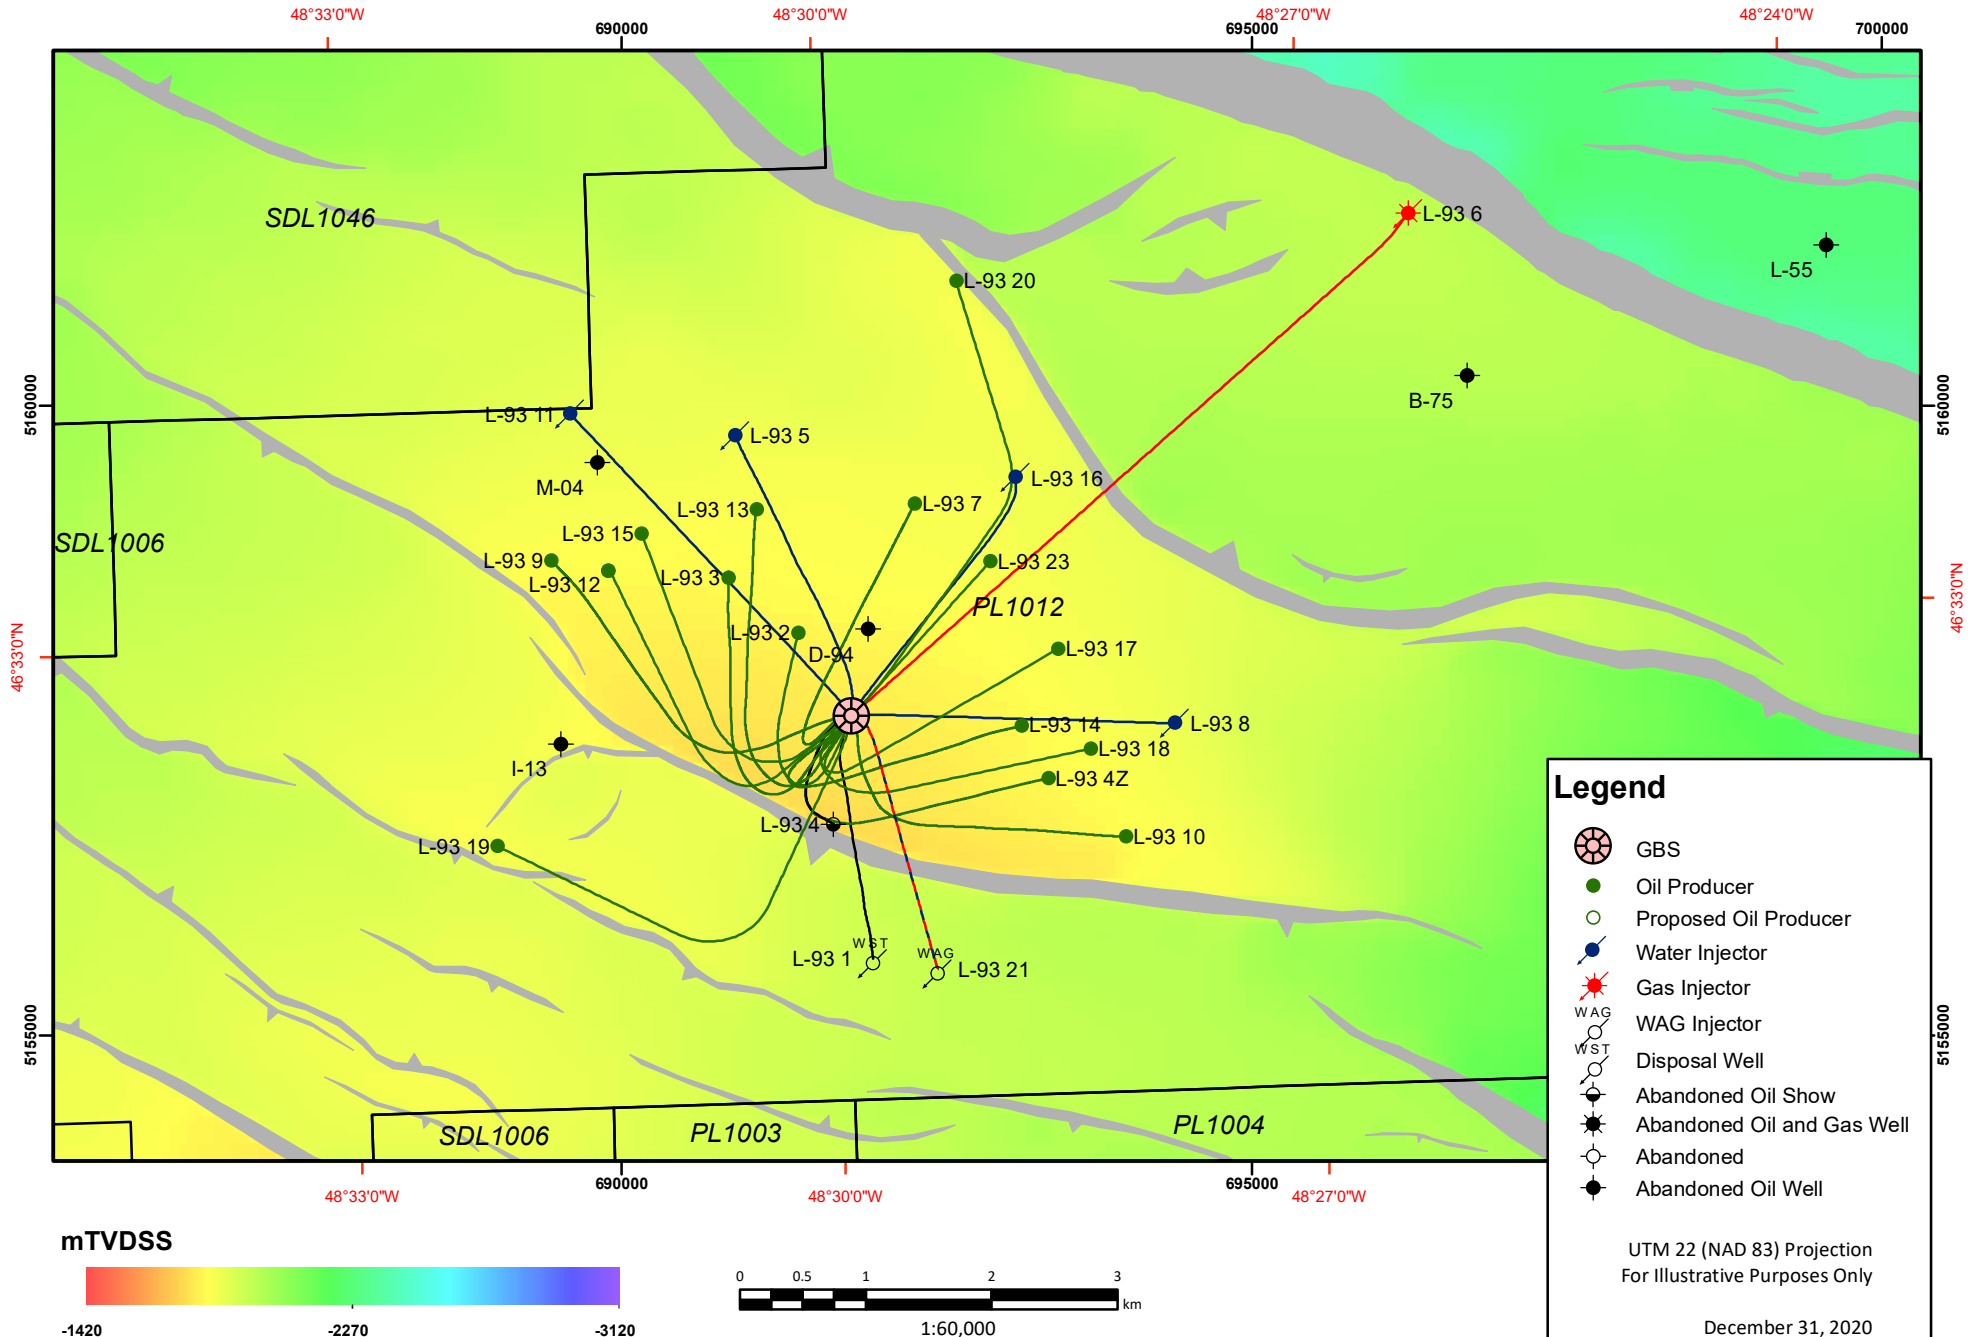 48°33'0"W
48°30'0"W
48°27'0"W
48°24'0"W
690000
695000
700000
SDL1046
L-93 6
L-55
L-93 20
B-75
5160000
5160000
L-93 11
L-93 5
M-04
L-93 16
L-93 7
L-93 13
L-93 15
SDL1006
L-93 9
L-93 12
L-93 3
L-93 23
PL1012
46°33'0"N
46°33'0"N
L-93 2
D-94
L-93 17
L-93 14
L-93 8
L-93 18
I-13
L-93 4Z
L-93 4
L-93 10
L-93 19
WST
L-93 1
WAG
L-93 21
5155000
5155000
SDL1006
PL1003
PL1004
690000
695000
48°33'0"W
48°30'0"W
48°27'0"W
Legend
GBS
Oil Producer
Proposed Oil Producer
Water Injector
Gas Injector
WAG
WAG Injector
WST
Disposal Well
Abandoned Oil Show
Abandoned Oil and Gas Well
Abandoned
Abandoned Oil Well
UTM 22 (NAD 83) Projection
For Illustrative Purposes Only
December 31, 2020
mTVDSS
-1420
-2270
-3120
0 0.5 1 2 3
km
1:60,000